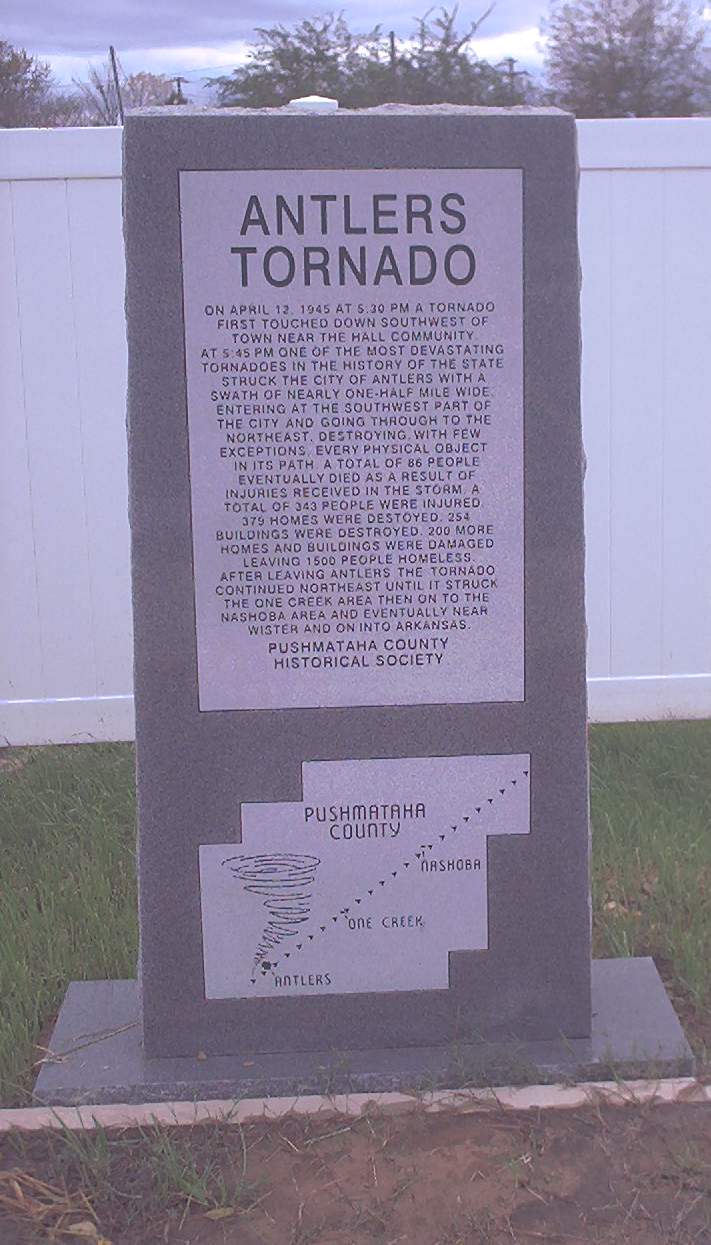 ANTLERS
TORNADO
ON APRIL 12, 1945 AT 5:30 PM A TORNADO
FIRST TOUCHED DOWN SOUTHWEST OF
TOWN NEAR THE HALL COMMUNITY.
AT 5:45 PM ONE OF THE MOST DEVASTATING
TORNADOES IN THE HISTORY OF THE STATE
STRUCK THE CITY OF ANTLERS WITH A
SWATH OF NEARLY ONE-HALF MILE WIDE,
ENTERING AT THE SOUTHWEST PART OF
THE CITY AND GOING THROUGH TO THE
NORTHEAST, DESTROYING, WITH FEW
EXCEPTIONS, EVERY PHYSICAL OBJECT
IN ITS PATH. A TOTAL OF 86 PEOPLE
EVENTUALLY DIED AS A RESULT OF
INJURIES RECEIVED IN THE STORM. A
TOTAL OF 343 PEOPLE WERE INJURED.
379 HOMES WERE DESTOYED. 254
BUILDINGS WERE DESTROYED. 200 MORE
HOMES AND BUILDINGS WERE DAMAGED
LEAVING 1500 PEOPLE HOMELESS.
AFTER LEAVING ANTLERS THE TORNADO
CONTINUED NORTHEAST UNTIL IT STRUCK
THE ONE CREEK AREA THEN ON TO THE
NASHOBA AREA AND EVENTUALLY NEAR
WISTER AND ON INTO ARKANSAS.
PUSHMATAHA COUNTY
HISTORICAL SOCIETY
PUSHMATAHA
COUNTY
NASHOBA
ONE CREEK
ANTLERS